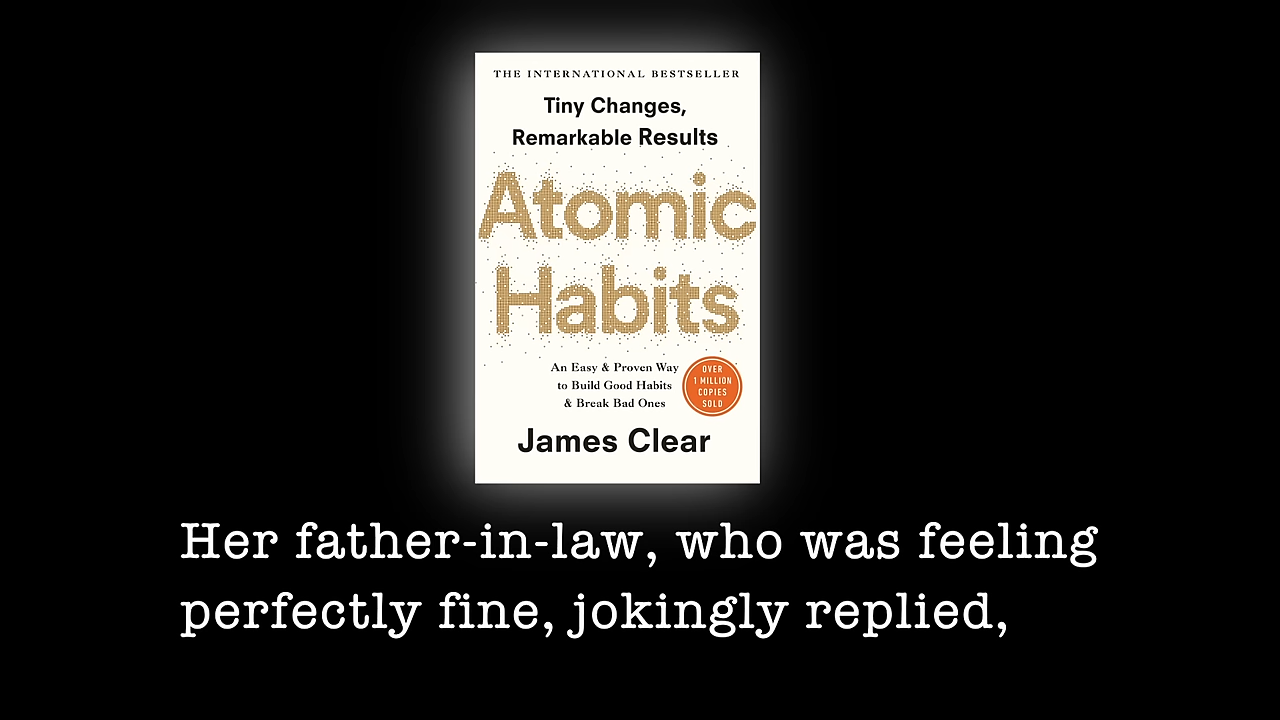 THE INTERNATIONAL BESTSELLER
Tiny Changes,
Remarkable Results
Atomic
Habits
An Easy & Proven Way
to Build Good Habits
& Break Bad Ones
OVER
1 MILLION
COPIES
SOLD
James Clear
Her father-in-law, who was feeling
perfectly fine, jokingly replied,